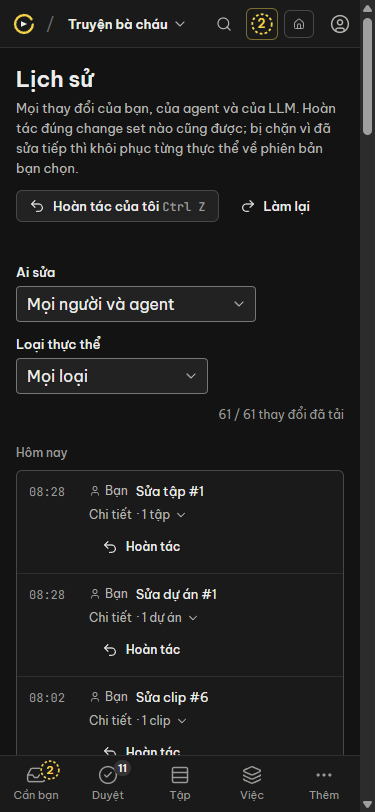 / Truyện bà cháu
2
Lịch sử
Mọi thay đổi của bạn, của agent và của LLM. Hoàn
tác đúng change set nào cũng được; bị chặn vì đã
sửa tiếp thì khôi phục từng thực thể về phiên bản
bạn chọn.
Hoàn tác của tôi Ctrl Z
Làm lại
Ai sửa
Mọi người và agent
Loại thực thể
Mọi loại
61 / 61 thay đổi đã tải
Hôm nay
08:28 Bạn Sửa tập #1
Chi tiết · 1 tập
Hoàn tác
08:28 Bạn Sửa dự án #1
Chi tiết · 1 dự án
Hoàn tác
08:02 Bạn Sửa clip #6
Chi tiết · 1 clip
Hoàn tác
2
11
Cần bạn
Duyệt
Tập
Việc
Thêm